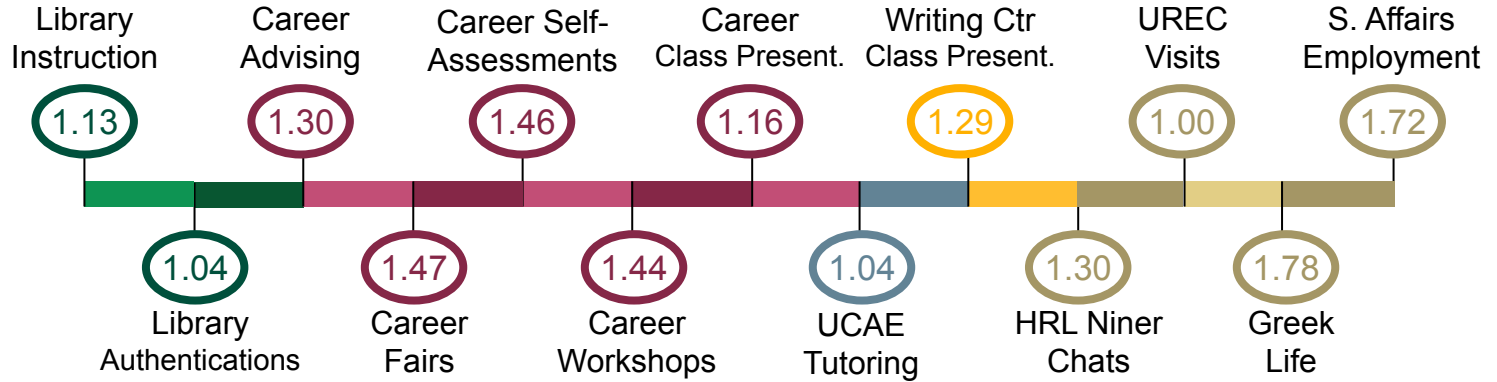 Library
Instruction
1.13
Career
Advising
1.30
Career Self-
Assessments
1.46
Career
Class Present.
1.16
Writing Ctr
Class Present.
1.29
UREC
Visits
1.00
S. Affairs
Employment
1.72
1.04
Library
Authentications
1.47
Career
Fairs
1.44
Career
Workshops
1.04
UCAE
Tutoring
1.30
HRL Niner
Chats
1.78
Greek
Life